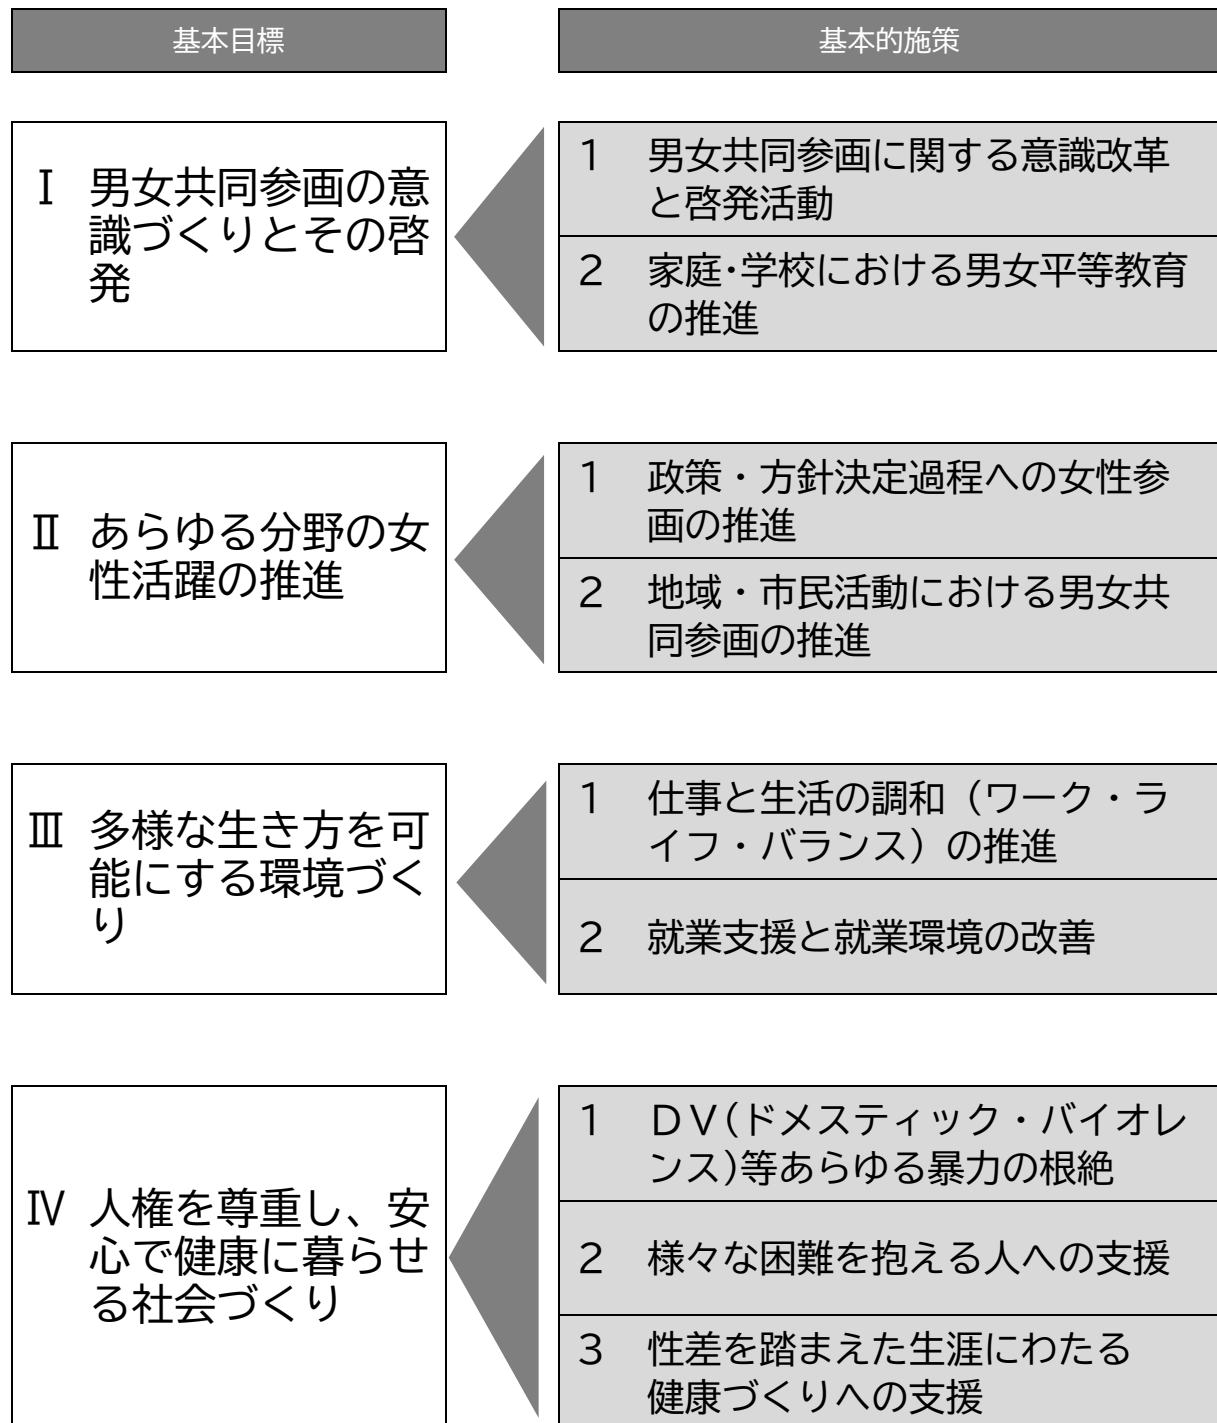 基本目標
基本的施策
Ⅰ 男女共同参画の意
識づくりとその啓
発
1 男女共同参画に関する意識改革
と啓発活動
2 家庭・学校における男女平等教育
の推進
Ⅱ あらゆる分野の女
性活躍の推進
1 政策・方針決定過程への女性参
画の推進
2 地域・市民活動における男女共
同参画の推進
Ⅲ 多様な生き方を可
能にする環境づく
り
1 仕事と生活の調和（ワーク・ラ
イフ・バランス）の推進
2 就業支援と就業環境の改善
Ⅳ 人権を尊重し、安
心で健康に暮らせ
る社会づくり
1 ＤＶ(ドメスティック・バイオレ
ンス)等あらゆる暴力の根絶
2 様々な困難を抱える人への支援
3 性差を踏まえた生涯にわたる
健康づくりへの支援